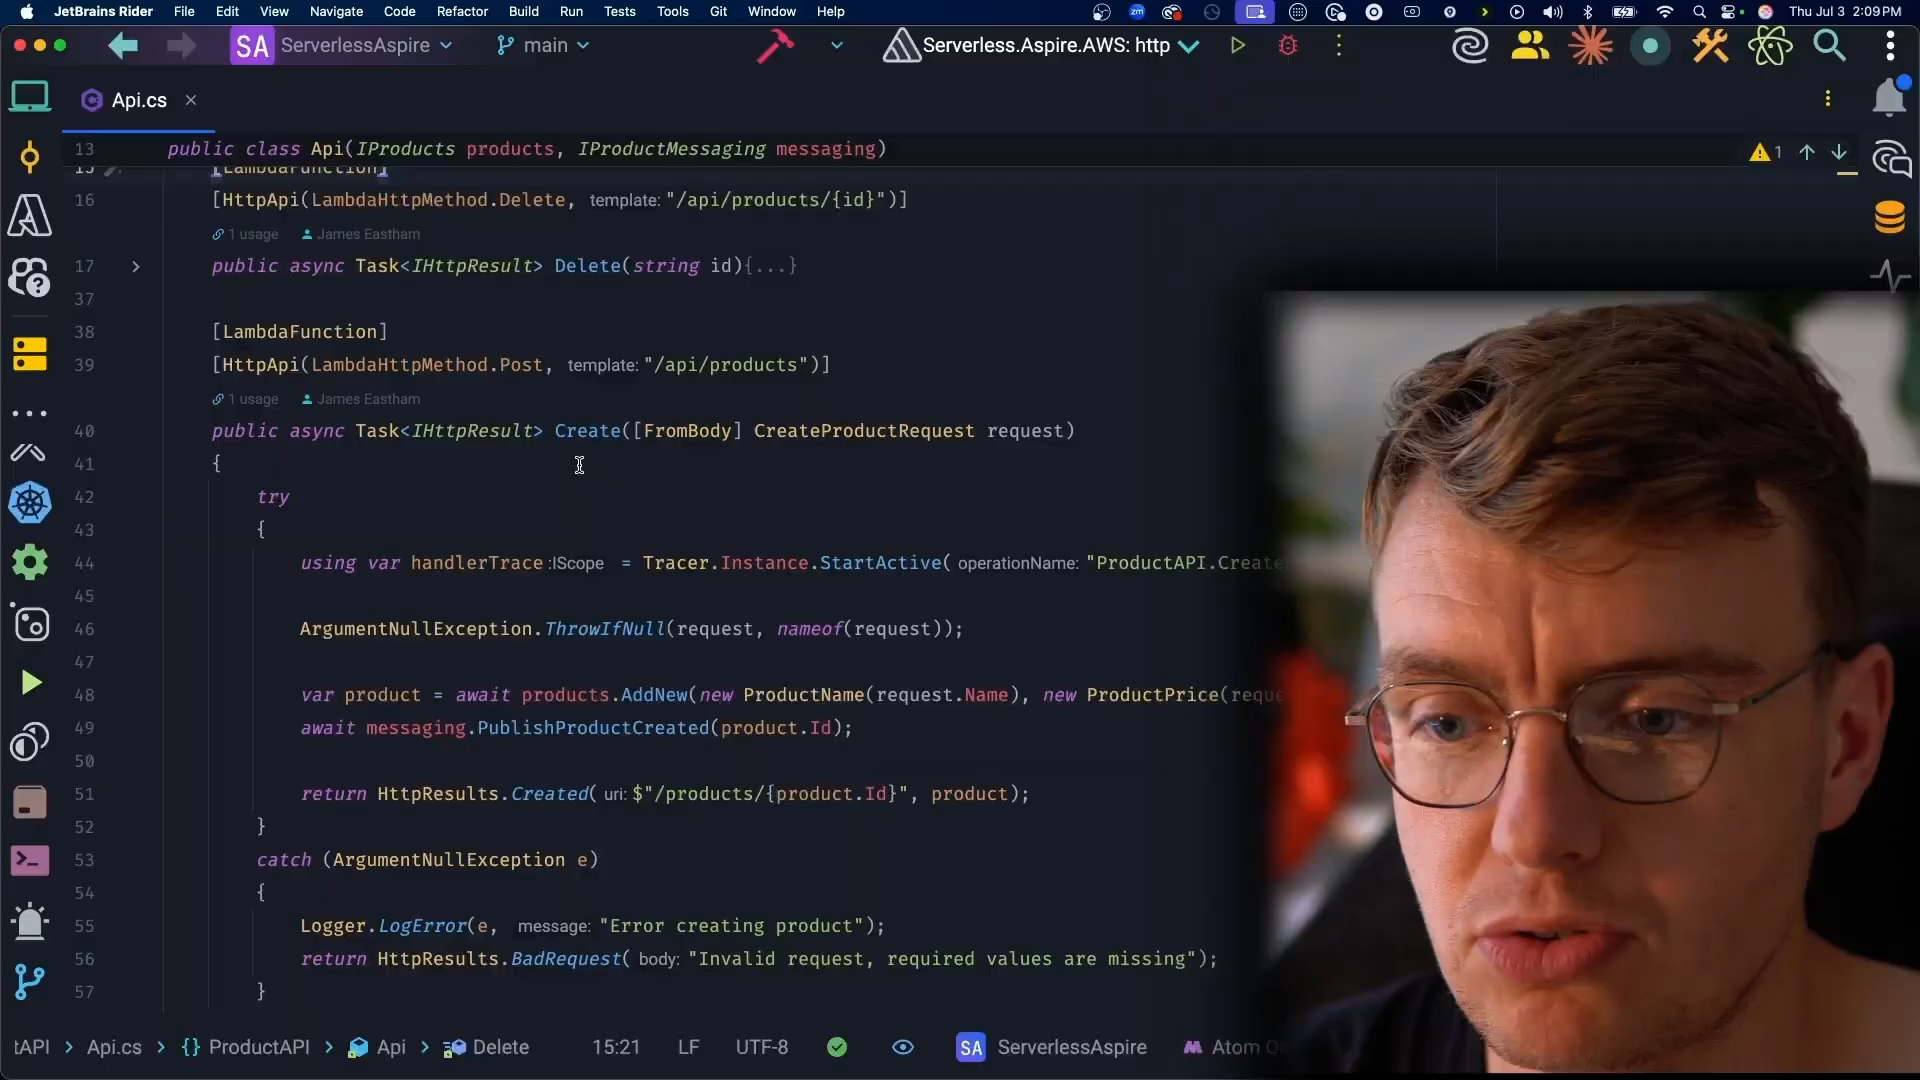 JetBrains Rider File Edit View Navigate Code Refactor Build Run Tests Tools Git Window Help zm Thu Jul 3 2:09 PM
SA ServerlessAspire main Serverless.Aspire.AWS: http
Api.cs
13 public class Api(IProducts products, IProductMessaging messaging) 1
15 [LambdaFunction]
16 [HttpApi(LambdaHttpMethod.Delete, template: "/api/products/{id}")]
1 usage James Eastham
17 public async Task<IHttpResult> Delete(string id){...}
37
38 [LambdaFunction]
39 [HttpApi(LambdaHttpMethod.Post, template: "/api/products")]
1 usage James Eastham
40 public async Task<IHttpResult> Create([FromBody] CreateProductRequest request)
41 {
42 try
43 {
44 using var handlerTrace :IScope = Tracer.Instance.StartActive( operationName: "ProductAPI.Create
45
46 ArgumentNullException.ThrowIfNull(request, nameof(request));
47
48 var product = await products.AddNew(new ProductName(request.Name), new ProductPrice(reque
49 await messaging.PublishProductCreated(product.Id);
50
51 return HttpResults.Created( uri: $"/products/{product.Id}", product);
52 }
53 catch (ArgumentNullException e)
54 {
55 Logger.LogError(e, message: "Error creating product");
56 return HttpResults.BadRequest( body: "Invalid request, required values are missing");
57 }
tAPI > Api.cs > {} ProductAPI > Api > Delete 15:21 LF UTF-8 SA ServerlessAspire Atom O